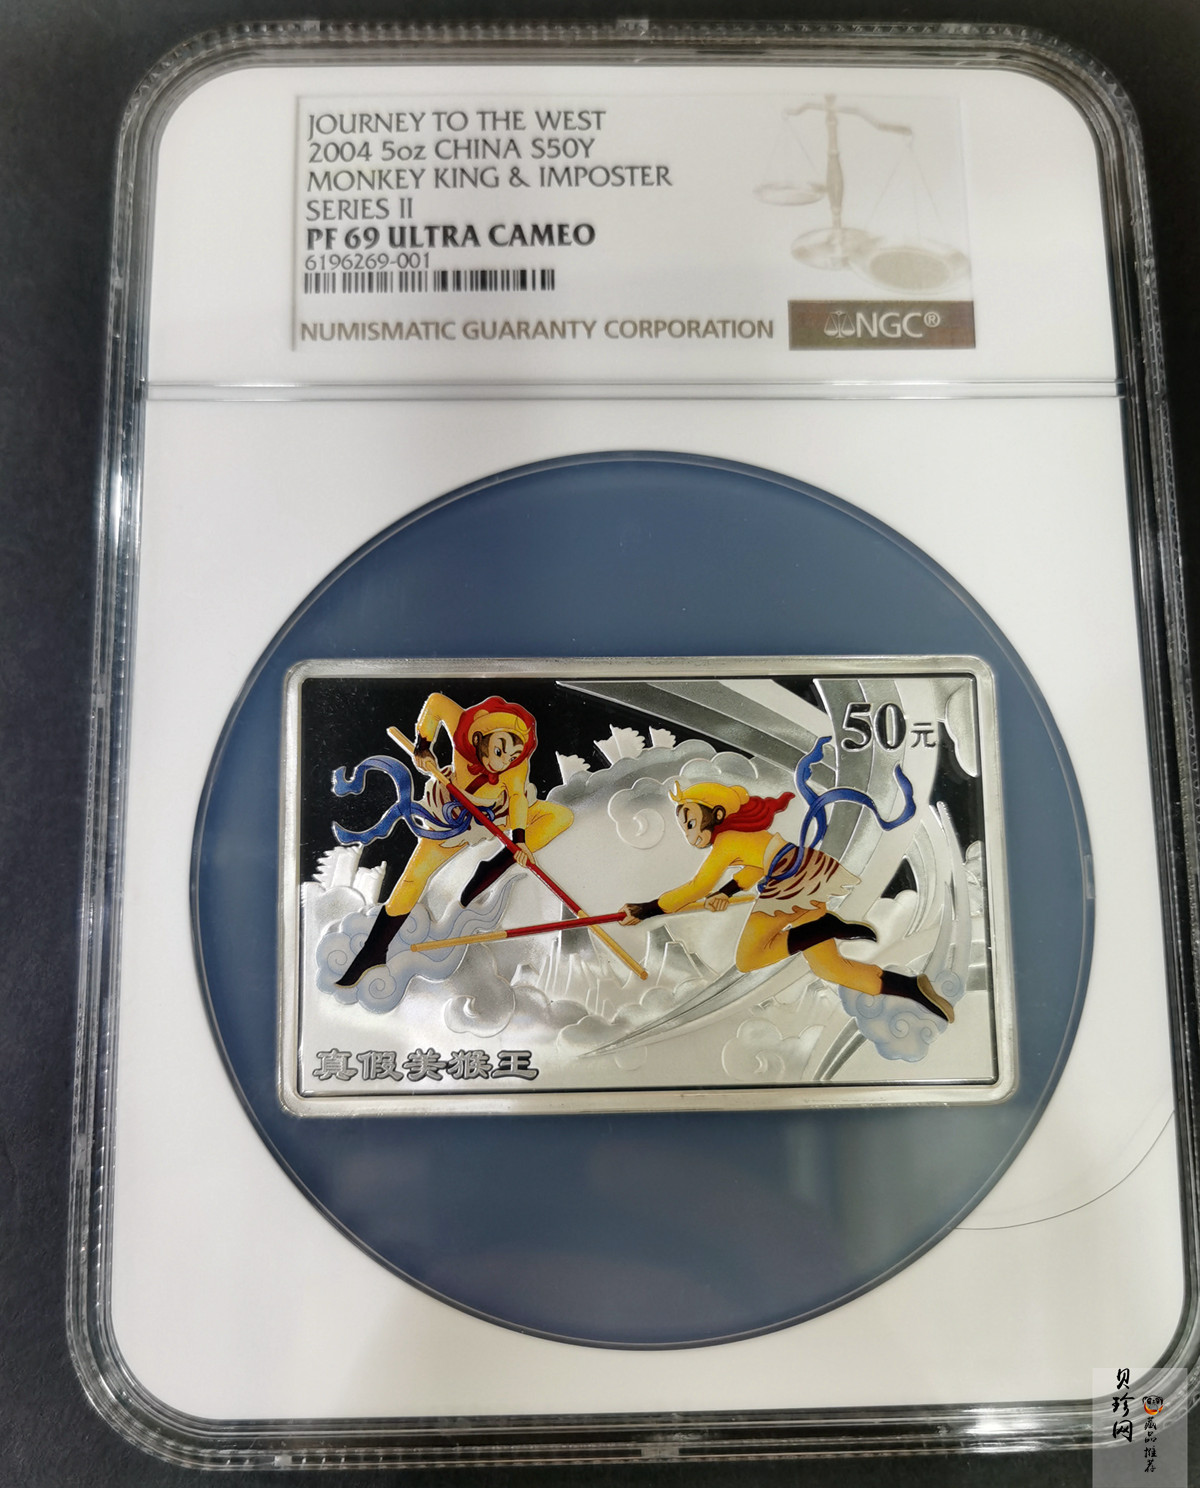 JOURNEY TO THE WEST
2004 5oz CHINA S50Y
MONKEY KING & IMPOSTER
SERIES II
PF 69 ULTRA CAMEO
6196269-001
NUMISMATIC GUARANTY CORPORATION
NGC®
50元
真假美猴王
贝珍网
藏品推荐